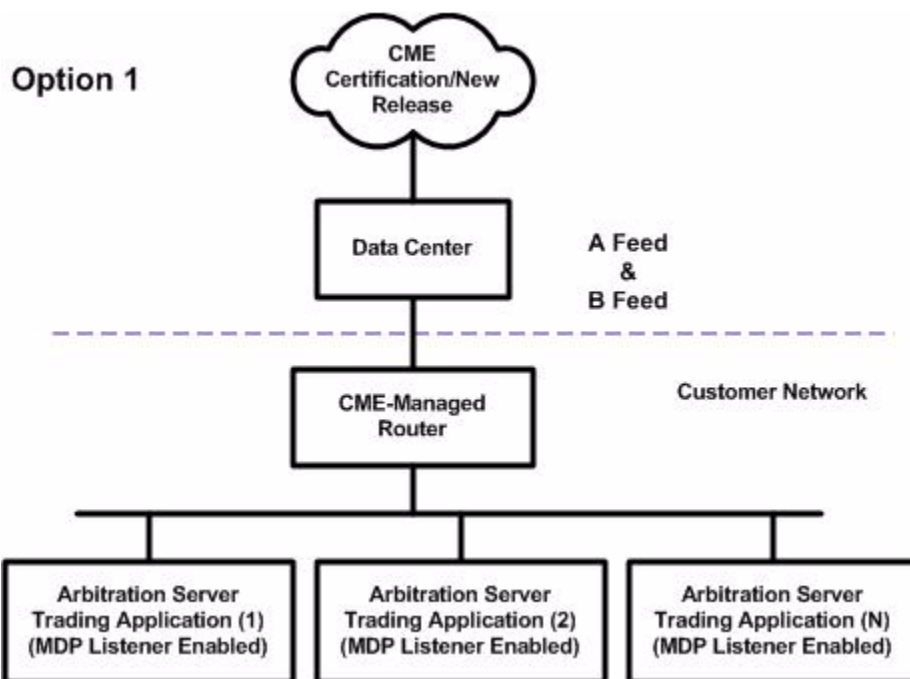 Option 1
CME
Certification/New
Release
Data Center
A Feed
&
B Feed
CME-Managed
Router
Customer Network
Arbitration Server
Trading Application (1)
(MDP Listener Enabled)
Arbitration Server
Trading Application (2)
(MDP Listener Enabled)
Arbitration Server
Trading Application (N)
(MDP Listener Enabled)